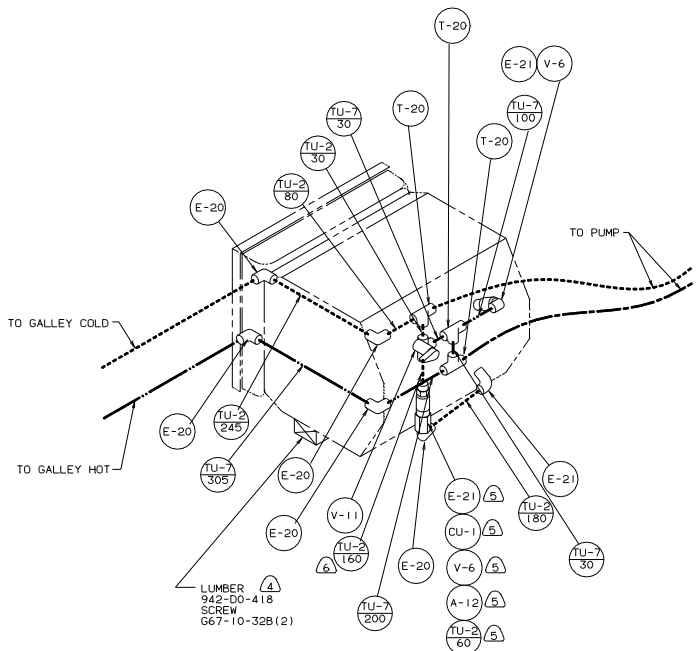 T-20
E-21 V-6
TU-7
30
T-20
TU-7
100
TU-2
30
T-20
TU-2
80
E-20
TO PUMP
TO GALLEY COLD
E-20
TU-2
245
TO GALLEY HOT
TU-7
305
E-20
E-20
V-11
TU-2
160
6
E-20
TU-7
200
E-21 5
CU-1 5
V-6 5
A-12 5
TU-2
60 5
TU-2
180
E-21
TU-7
30
LUMBER 4
942-D0-418
SCREW
G67-10-32B(2)